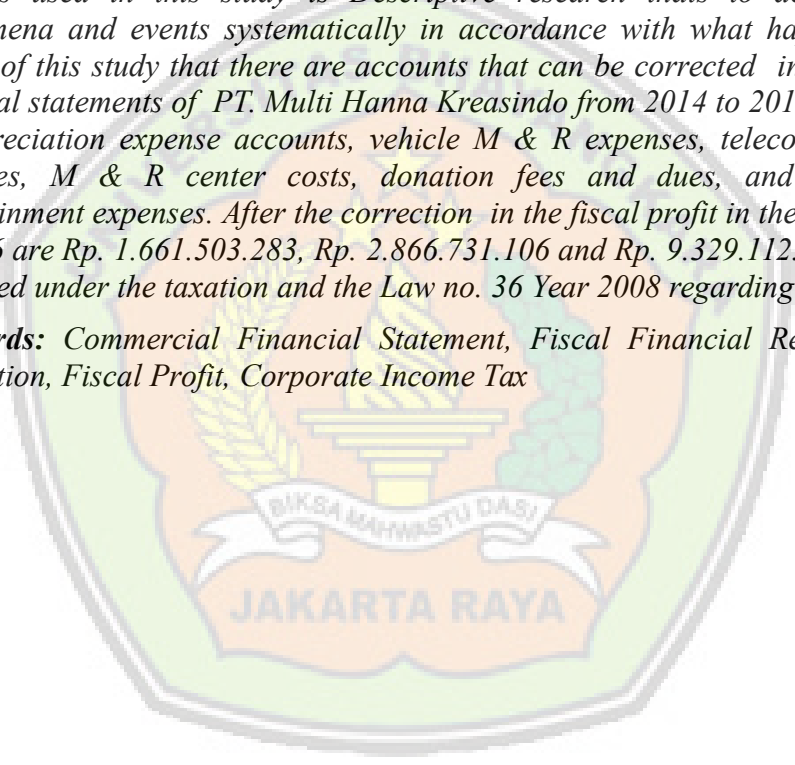 used in this study is Descriptive research thats to de
mena and events systematically in accordance with what ha
of this study that there are accounts that can be corrected in
al statements of PT. Multi Hanna Kreasindo from 2014 to 201
reciation expense accounts, vehicle M & R expenses, teleco
es, M & R center costs, donation fees and dues, and
inment expenses. After the correction in the fiscal profit in the
6 are Rp. 1.661.503.283, Rp. 2.866.731.106 and Rp. 9.329.112.
ed under the taxation and the Law no. 36 Year 2008 regarding
rds: Commercial Financial Statement, Fiscal Financial Re
tion, Fiscal Profit, Corporate Income Tax
BIKSA MAHWASTU DASI
JAKARTA RAYA